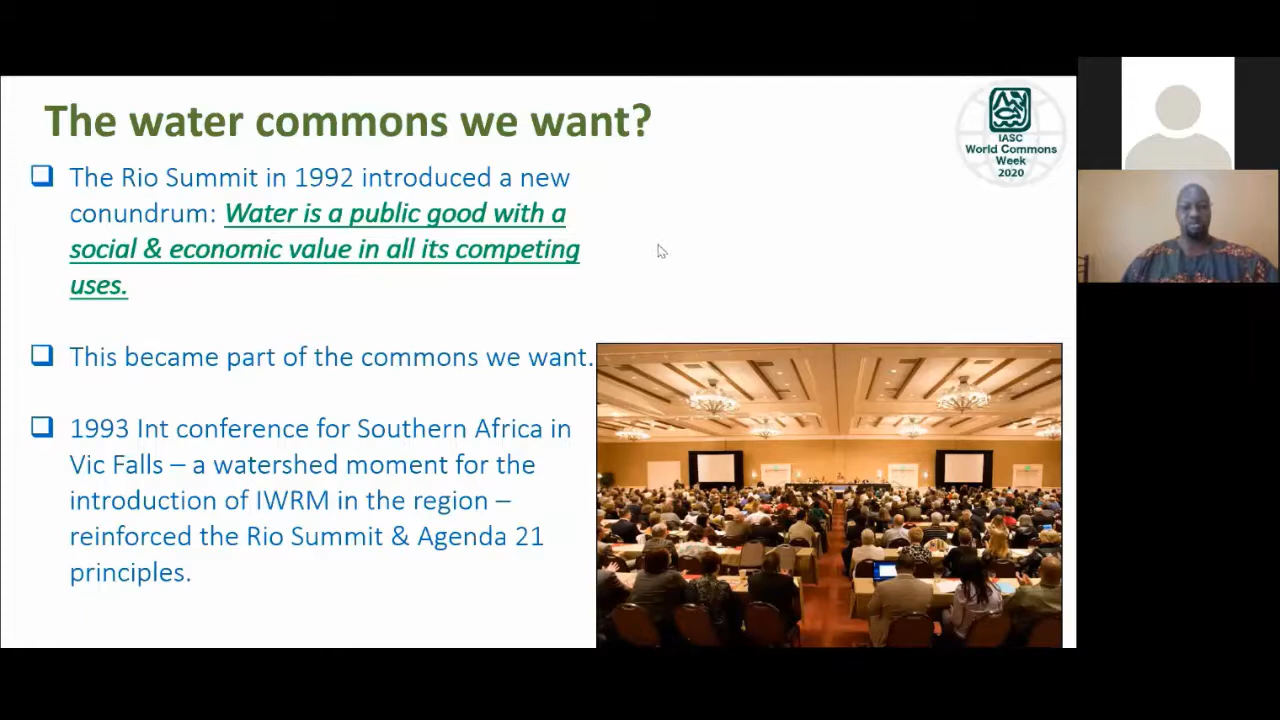 The water commons we want?
IASC
World Commons
Week
2020
The Rio Summit in 1992 introduced a new
conundrum: Water is a public good with a
social & economic value in all its competing
uses.
This became part of the commons we want.
1993 Int conference for Southern Africa in
Vic Falls – a watershed moment for the
introduction of IWRM in the region –
reinforced the Rio Summit & Agenda 21
principles.